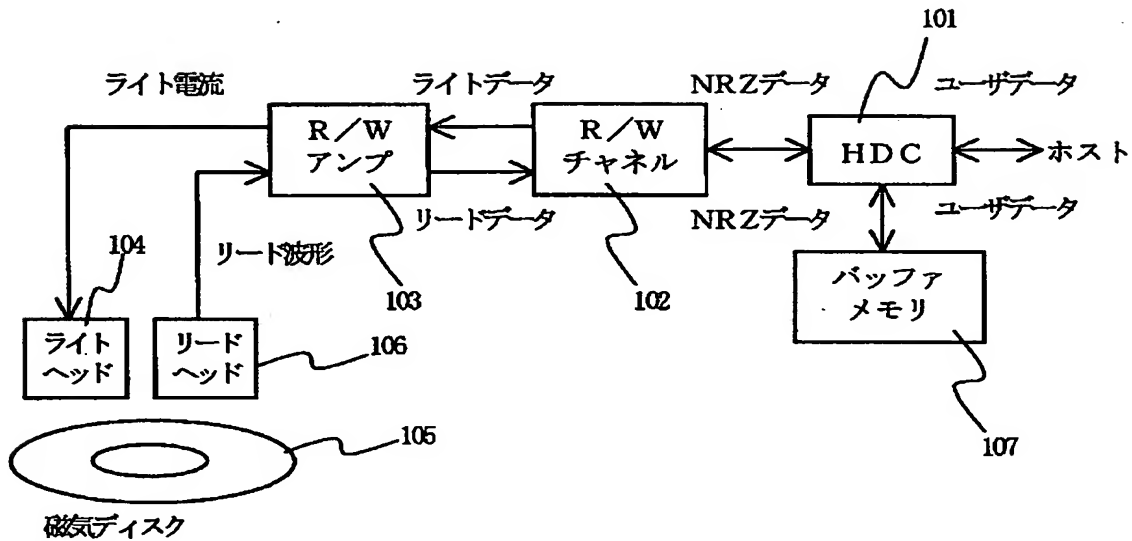 101
ライト電流
ライトデータ
NRZデータ
ユーザデータ
R/W
アンプ
R/W
チャネル
HDC
ホスト
リードデータ
NRZデータ
ユーザデータ
104
リード波形
103
102
バッファ
メモリ
ライト
ヘッド
リード
ヘッド
106
105
107
磁気ディスク